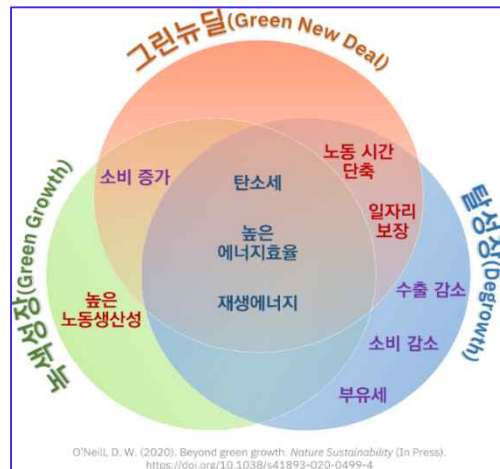 그린뉴딜(Green New Deal)
녹색성장(Green Growth)
탈성장(Degrowth)
소비 증가
탄소세
노동 시간
단축
일자리
보장
높은
에너지효율
재생에너지
높은
노동생산성
수출 감소
소비 감소
부유세
O'Neill, D. W. (2020). Beyond green growth. Nature Sustainability (In Press).
https://doi.org/10.1038/s41893-020-0499-4